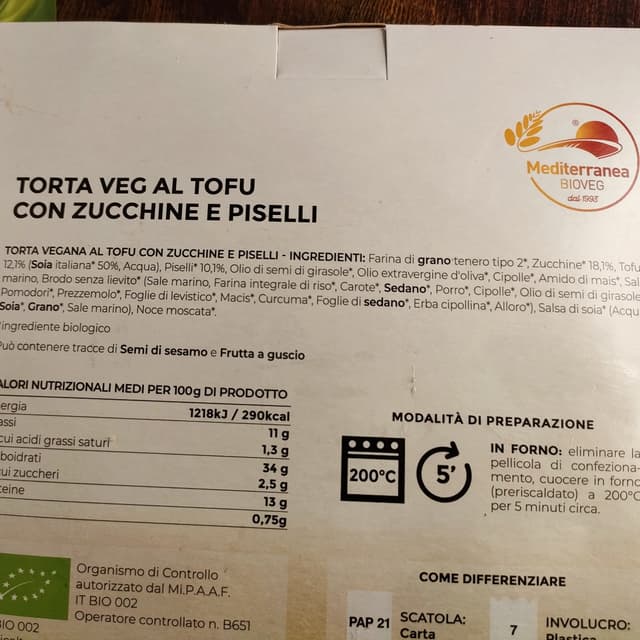 Mediterranea
BIOVEG
dal 1998
TORTA VEG AL TOFU
CON ZUCCHINE E PISELLI
TORTA VEGANA AL TOFU CON ZUCCHINE E PISELLI - INGREDIENTI: Farina di grano tenero tipo 2*, Zucchine* 18,1%, Tofu
12,1% (Soia italiana* 50%, Acqua), Piselli* 10,1%, Olio di semi di girasole*, Olio extravergine d'oliva*, Cipolle*, Amido di mais*, Sal
marino, Brodo senza lievito* (Sale marino, Farina integrale di riso*, Carote*, Sedano*, Porro*, Cipolle*, Olio di semi di girasole
Pomodori*, Prezzemolo*, Foglie di levistico*, Macis*, Curcuma*, Foglie di sedano*, Erba cipollina*, Alloro*), Salsa di soia* (Acqu
Soia*, Grano*, Sale marino), Noce moscata*.
*ingrediente biologico
Può contenere tracce di Semi di sesamo e Frutta a guscio
ALORI NUTRIZIONALI MEDI PER 100g DI PRODOTTO
ergia 1218kJ / 290kcal
assi 11 g
cui acidi grassi saturi 1,3 g
boidrati 34 g
cui zuccheri 2,5 g
teine 13 g
0,75g
MODALITÀ DI PREPARAZIONE
200°C
5'
IN FORNO: eliminare la
pellicola di confeziona-
mento, cuocere in forno
(preriscaldato) a 200°C
per 5 minuti circa.
Organismo di Controllo
autorizzato dal Mi.P.A.A.F.
IT BIO 002
Operatore controllato n. B651
BIO 002
COME DIFFERENZIARE
PAP 21
SCATOLA:
Carta
7
INVOLUCRO:
Plastica